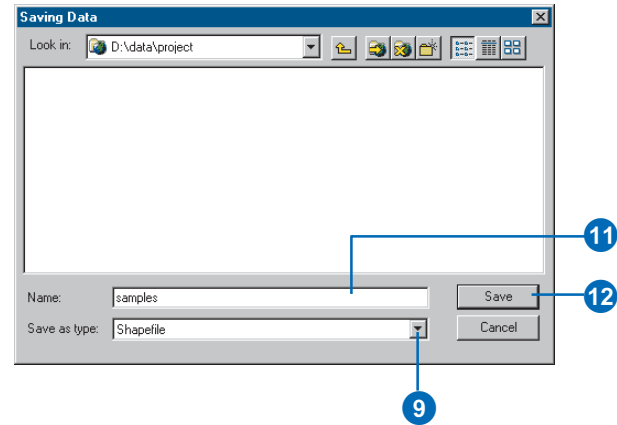 Saving Data
Look in: D:\data\project
11
Name: samples Save
12
Save as type: Shapefile Cancel
9